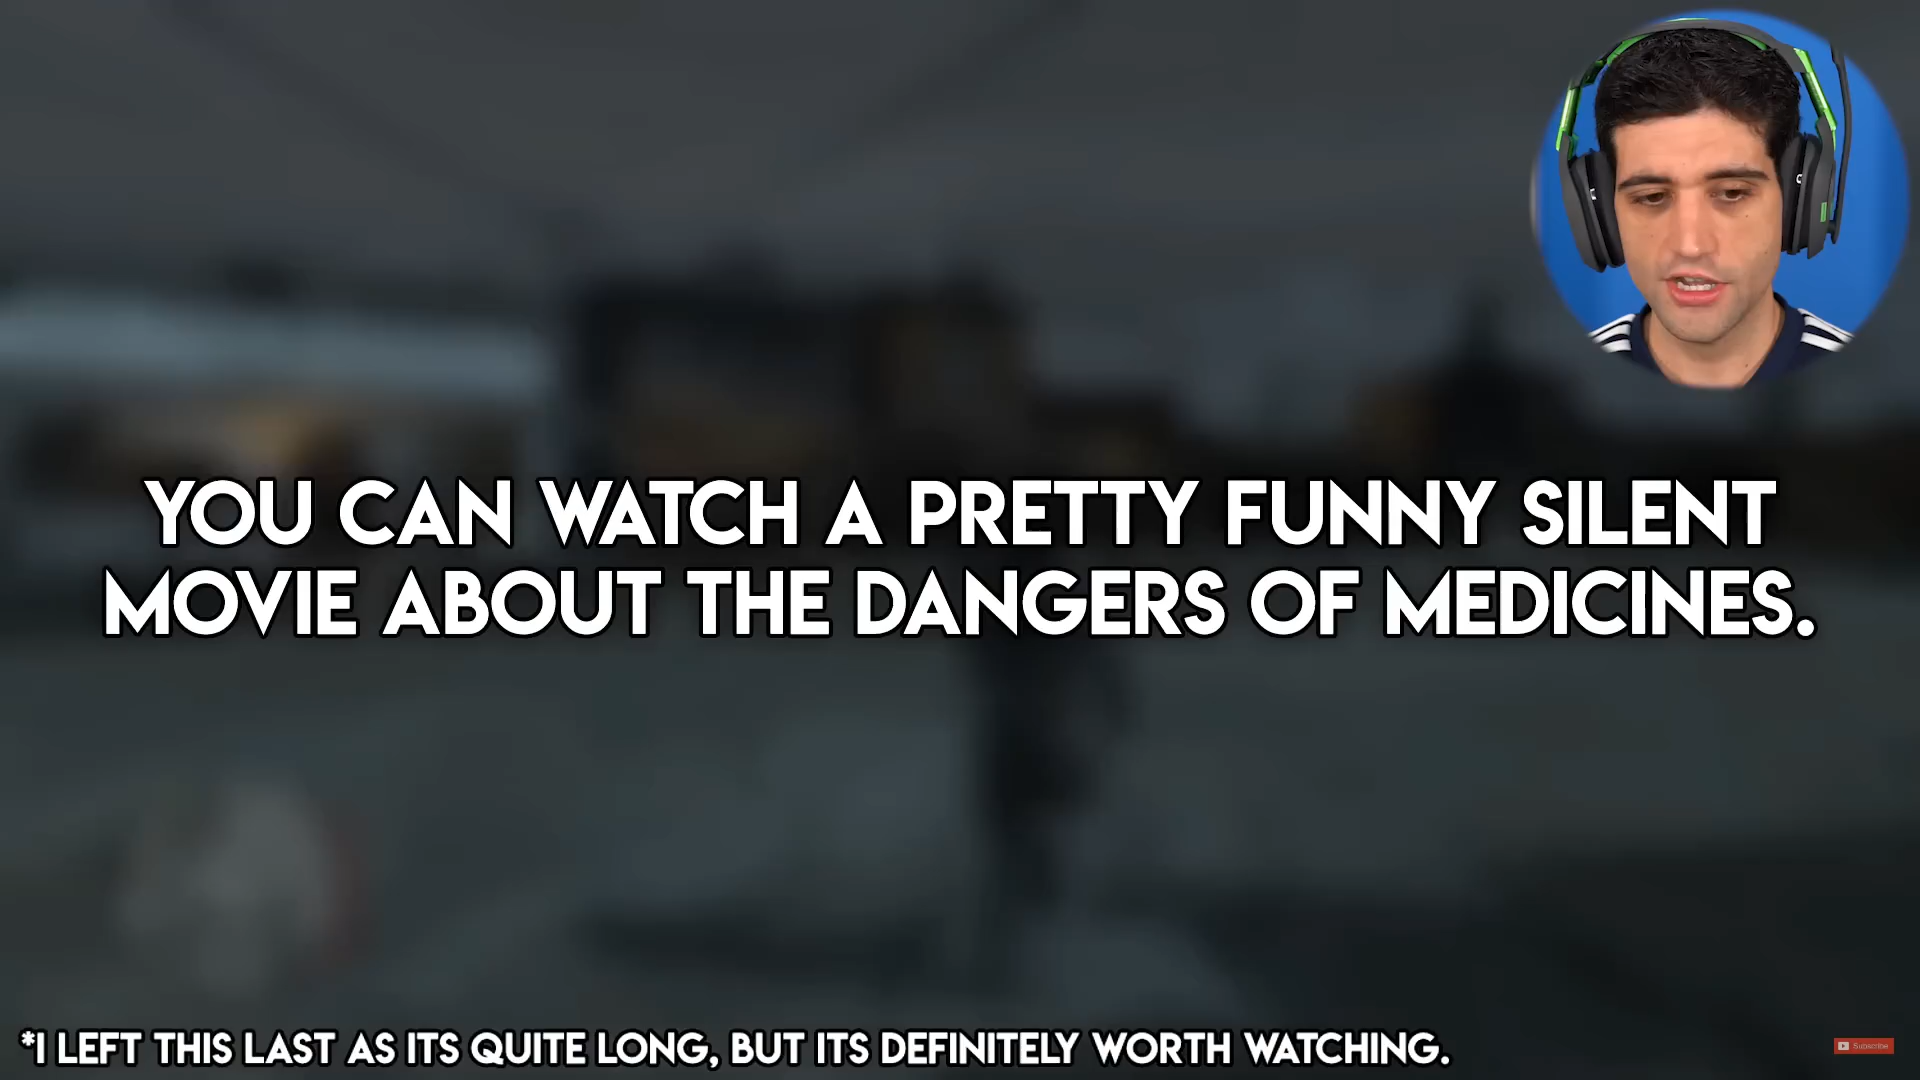 YOU CAN WATCH A PRETTY FUNNY SILENT
MOVIE ABOUT THE DANGERS OF MEDICINES.
*I LEFT THIS LAST AS ITS QUITE LONG, BUT ITS DEFINITELY WORTH WATCHING.
Subscribe